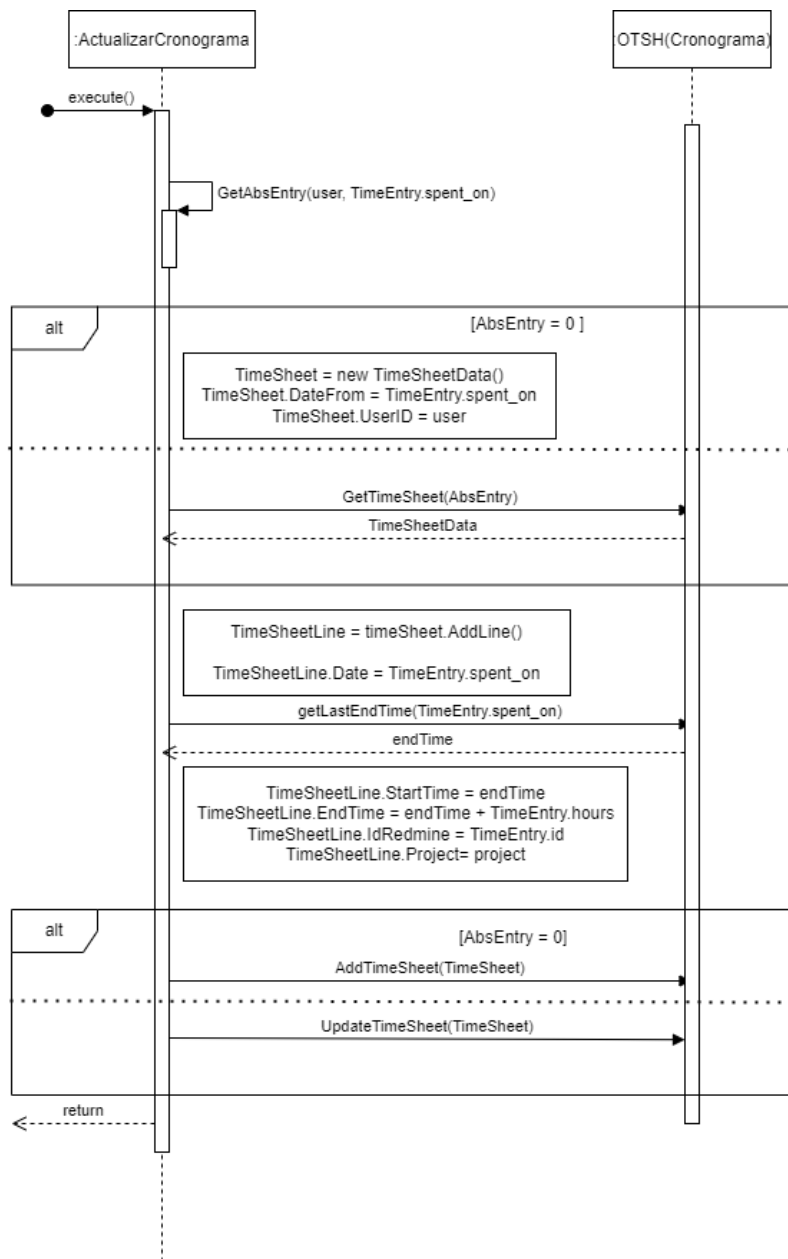 :ActualizarCronograma
:OTSH(Cronograma)
execute()
GetAbsEntry(user, TimeEntry.spent_on)
alt
[AbsEntry = 0 ]
TimeSheet = new TimeSheetData()
TimeSheet.DateFrom = TimeEntry.spent_on
TimeSheet.UserID = user
GetTimeSheet(AbsEntry)
TimeSheetData
TimeSheetLine = timeSheet.AddLine()
TimeSheetLine.Date = TimeEntry.spent_on
getLastEndTime(TimeEntry.spent_on)
endTime
TimeSheetLine.StartTime = endTime
TimeSheetLine.EndTime = endTime + TimeEntry.hours
TimeSheetLine.IdRedmine = TimeEntry.id
TimeSheetLine.Project= project
alt
[AbsEntry = 0]
AddTimeSheet(TimeSheet)
UpdateTimeSheet(TimeSheet)
return